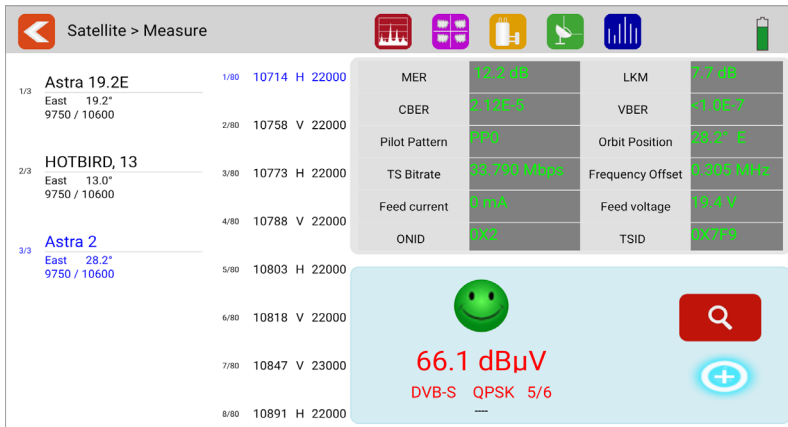 Satellite > Measure
1/3 Astra 19.2E
East 19.2°
9750 / 10600
2/3 HOTBIRD, 13
East 13.0°
9750 / 10600
3/3 Astra 2
East 28.2°
9750 / 10600
1/80 10714 H 22000
2/80 10758 V 22000
3/80 10773 H 22000
4/80 10788 V 22000
5/80 10803 H 22000
6/80 10818 V 22000
7/80 10847 V 23000
8/80 10891 H 22000
MER 12.2 dB LKM 7.7 dB
CBER 2.12E-5 VBER <1.0E-7
Pilot Pattern PP0 Orbit Position 28.2° E
TS Bitrate 33.790 Mbps Frequency Offset 0.305 MHz
Feed current 0 mA Feed voltage 19.4 V
ONID 0X2 TSID 0X7F9
66.1 dBμV
DVB-S QPSK 5/6
----